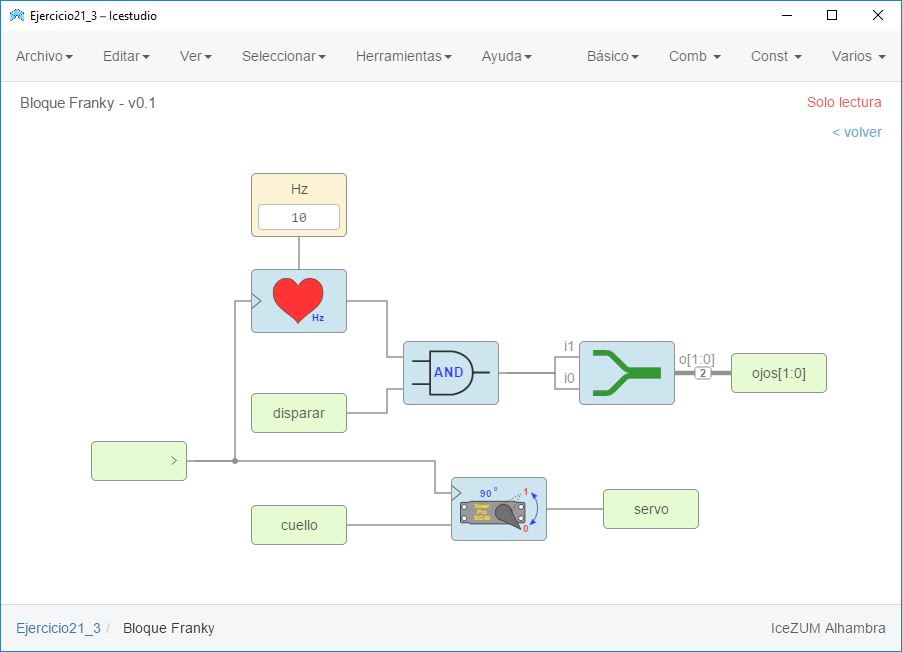 Ejercicio21_3 – Icestudio
Archivo Editar Ver Seleccionar Herramientas Ayuda Básico Comb Const Varios
Bloque Franky - v0.1
Solo lectura
< volver
Hz
10
Hz
i1
AND
i0
o[1:0]
2
ojos[1:0]
disparar
90°
1
Tower
Pro
SG-90
0
servo
cuello
Ejercicio21_3 / Bloque Franky
IceZUM Alhambra